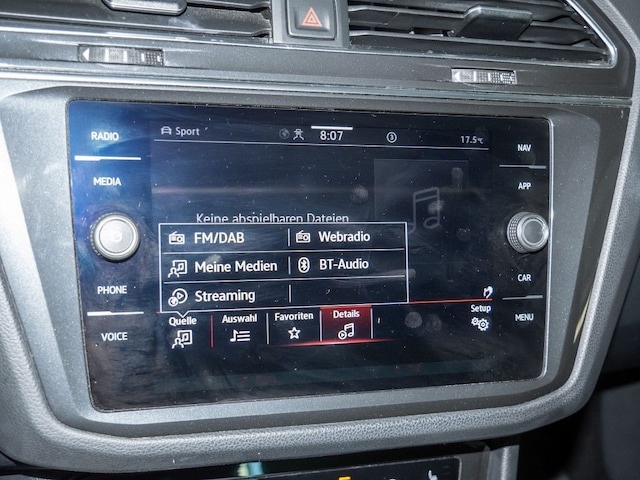 RADIO
MEDIA
PHONE
VOICE
Sport
8:07
17.5°C
Keine abspielbaren Dateien
FM/DAB
Webradio
Meine Medien
BT-Audio
Streaming
Quelle
Auswahl
Favoriten
Details
Setup
NAV
APP
CAR
MENU